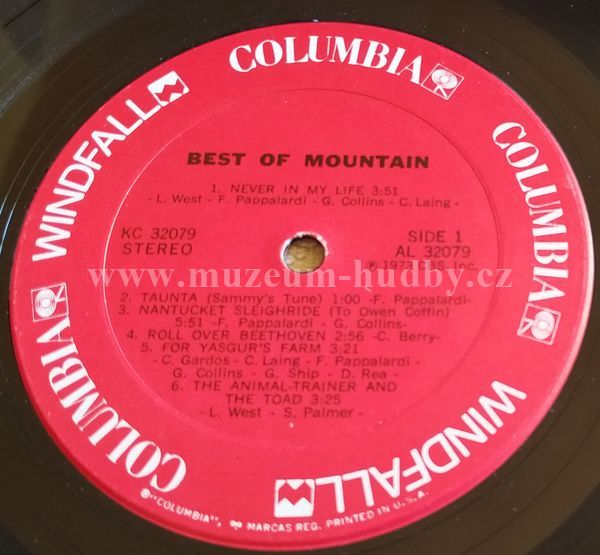 COLUMBIA
COLUMBIA
WINDFALL
COLUMBIA
WINDFALL
BEST OF MOUNTAIN
1. NEVER IN MY LIFE 3:51
- L. West - F. Pappalardi - G. Collins - C. Laing -
KC 32079
STEREO
SIDE 1
AL 32079
℗ 1973 CBS Inc.
www.muzeum-hudby.cz
2. TAUNTA (Sammy's Tune) 1:00 -F. Pappalardi-
3. NANTUCKET SLEIGHRIDE (To Owen Coffin)
5:51 -F. Pappalardi - G. Collins-
4. ROLL OVER BEETHOVEN 2:56 -C. Berry-
5. FOR YASGUR'S FARM 3:21
- C. Gardos - C. Laing - F. Pappalardi -
G. Collins - G. Ship - D. Rea -
6. THE ANIMAL-TRAINER AND
THE TOAD 3:25
- L. West - S. Palmer -
® "COLUMBIA", MARCAS REG. PRINTED IN U.S.A.